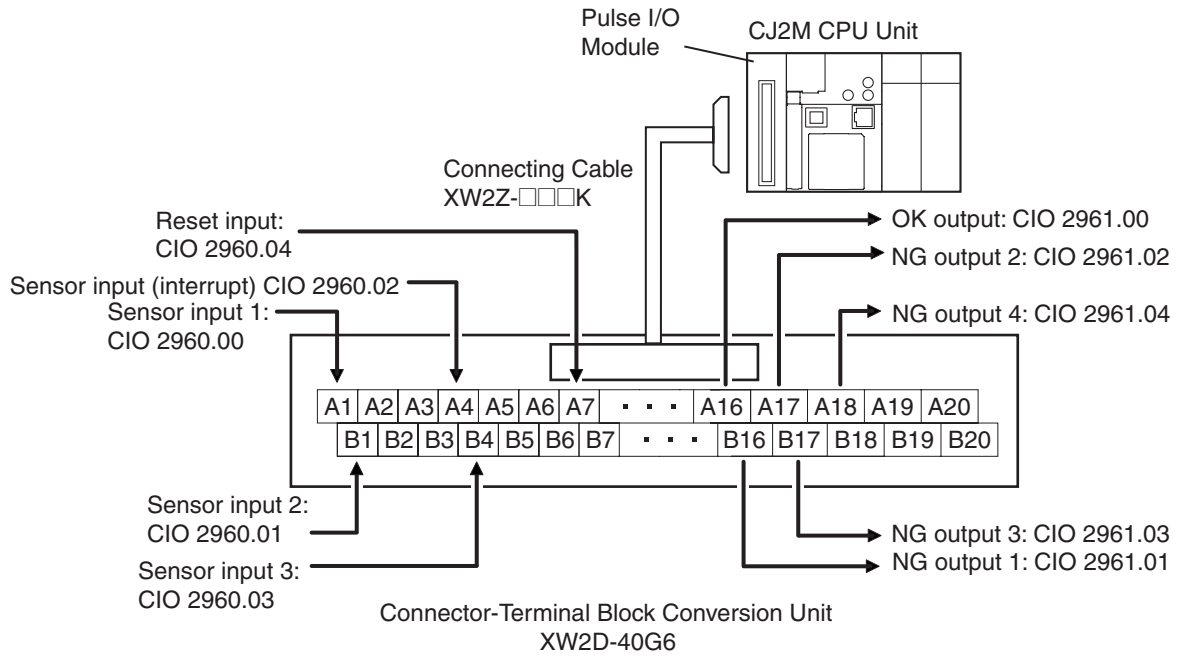 Pulse I/O
Module
CJ2M CPU Unit
Connecting Cable
XW2Z-□□□K
Reset input:
CIO 2960.04
OK output: CIO 2961.00
NG output 2: CIO 2961.02
Sensor input (interrupt) CIO 2960.02
Sensor input 1:
CIO 2960.00
NG output 4: CIO 2961.04
A1 A2 A3 A4 A5 A6 A7 · · · A16 A17 A18 A19 A20
B1 B2 B3 B4 B5 B6 B7 · · · B16 B17 B18 B19 B20
Sensor input 2:
CIO 2960.01
NG output 3: CIO 2961.03
NG output 1: CIO 2961.01
Sensor input 3:
CIO 2960.03
Connector-Terminal Block Conversion Unit
XW2D-40G6